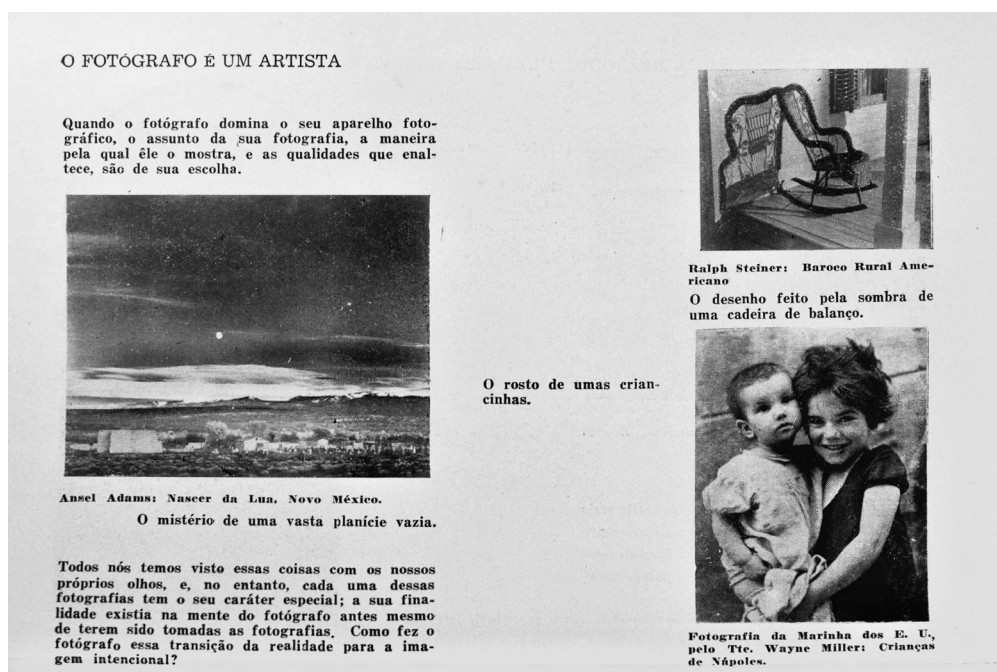 O FOTÓGRAFO É UM ARTISTA
Quando o fotógrafo domina o seu aparelho foto-
gráfico, o assunto da sua fotografia, a maneira
pela qual êle o mostra, e as qualidades que enal-
tece, são de sua escolha.
Ansel Adams: Nascer da Lua, Novo México.
O mistério de uma vasta planície vazia.
Todos nós temos visto essas coisas com os nossos
próprios olhos, e, no entanto, cada uma dessas
fotografias tem o seu caráter especial; a sua fina-
lidade existia na mente do fotógrafo antes mesmo
de terem sido tomadas as fotografias. Como fez o
fotógrafo essa transição da realidade para a ima-
gem intencional?
O rosto de umas crian-
cinhas.
Ralph Steiner: Baroco Rural Ame-
ricano
O desenho feito pela sombra de
uma cadeira de balanço.
Fotografia da Marinha dos E. U.,
pelo Tte. Wayne Miller: Crianças
de Nápoles.